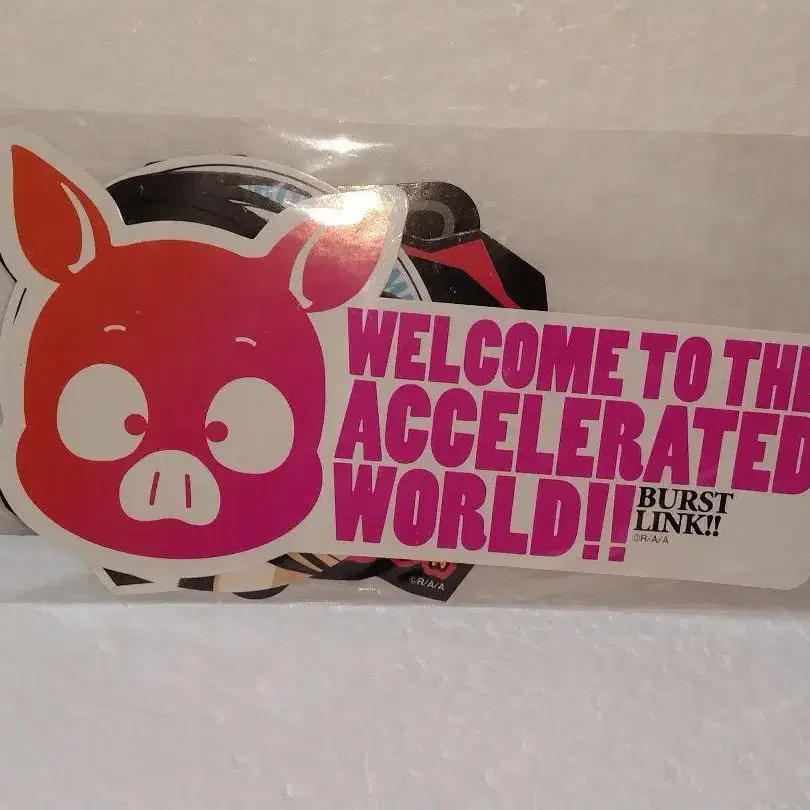 WELCOME TO THE
ACCELERATED
WORLD!!
BURST
LINK!!
©R/A/A
©R/A/A